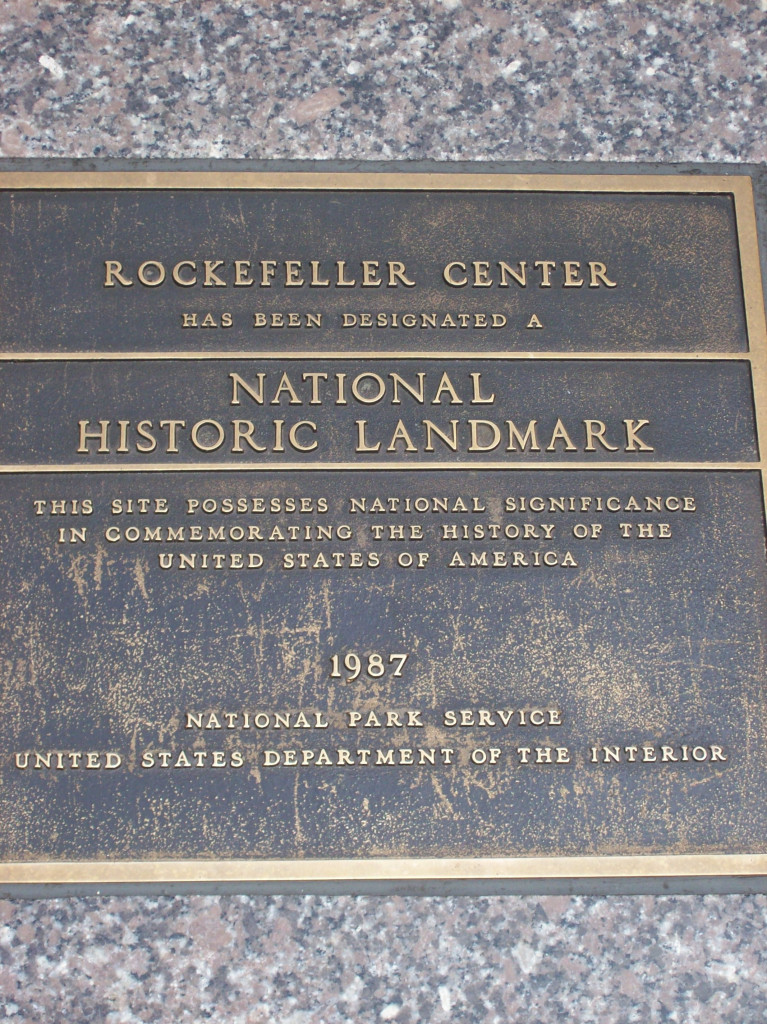 ROCKEFELLER CENTER
HAS BEEN DESIGNATED A
NATIONAL
HISTORIC LANDMARK
THIS SITE POSSESSES NATIONAL SIGNIFICANCE
IN COMMEMORATING THE HISTORY OF THE
UNITED STATES OF AMERICA
1987
NATIONAL PARK SERVICE
UNITED STATES DEPARTMENT OF THE INTERIOR